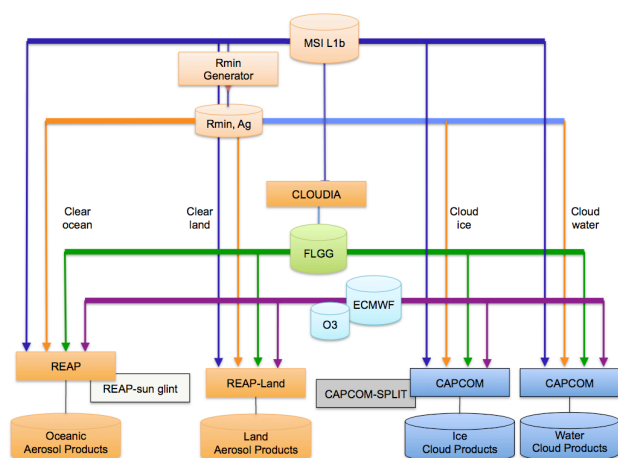 MSI L1b
Rmin
Generator
Rmin, Ag
CLOUDIA
Clear
ocean
Clear
land
Cloud
ice
Cloud
water
FLGG
ECMWF
O3
REAP
REAP-sun glint
REAP-Land
CAPCOM-SPLIT
CAPCOM
CAPCOM
Oceanic
Aerosol Products
Land
Aerosol Products
Ice
Cloud Products
Water
Cloud Products